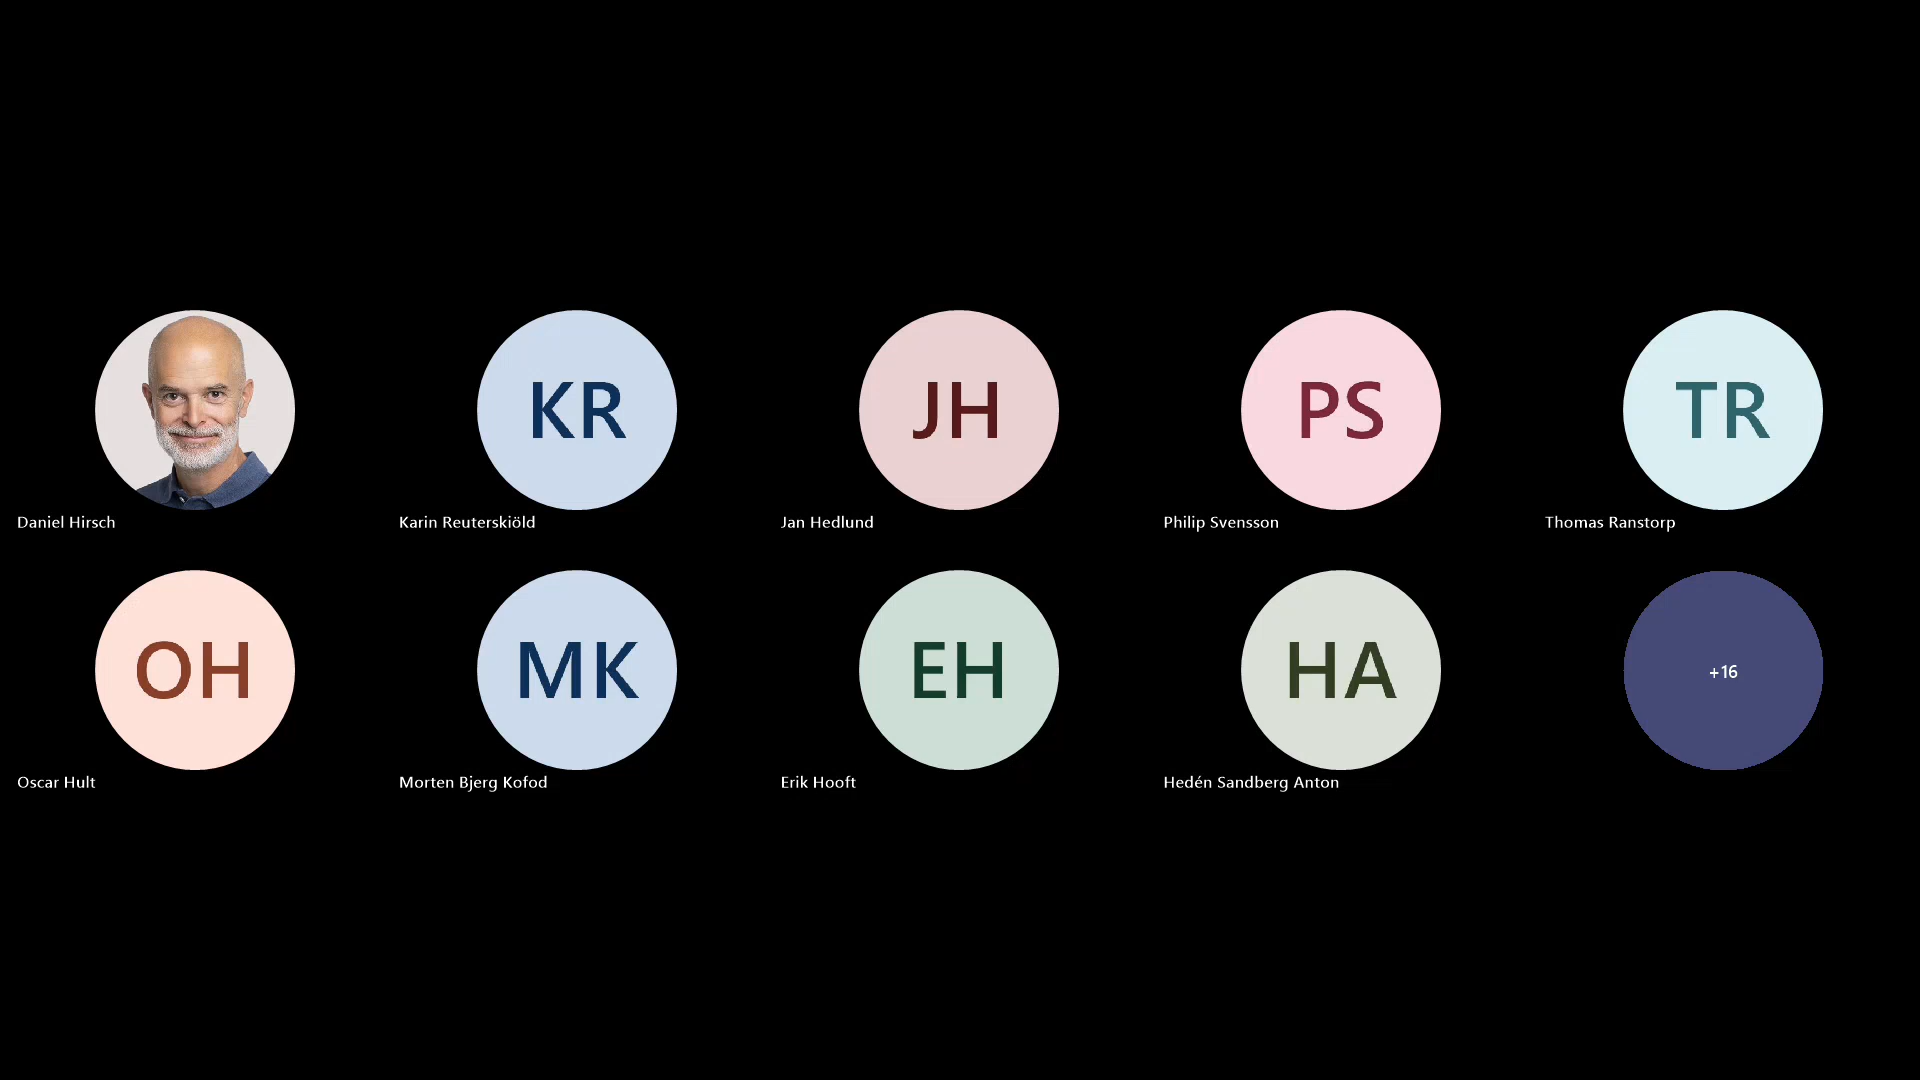 KR
JH
PS
TR
Daniel Hirsch
Karin Reuterskiöld
Jan Hedlund
Philip Svensson
Thomas Ranstorp
OH
MK
EH
HA
+16
Oscar Hult
Morten Bjerg Kofod
Erik Hooft
Hedén Sandberg Anton